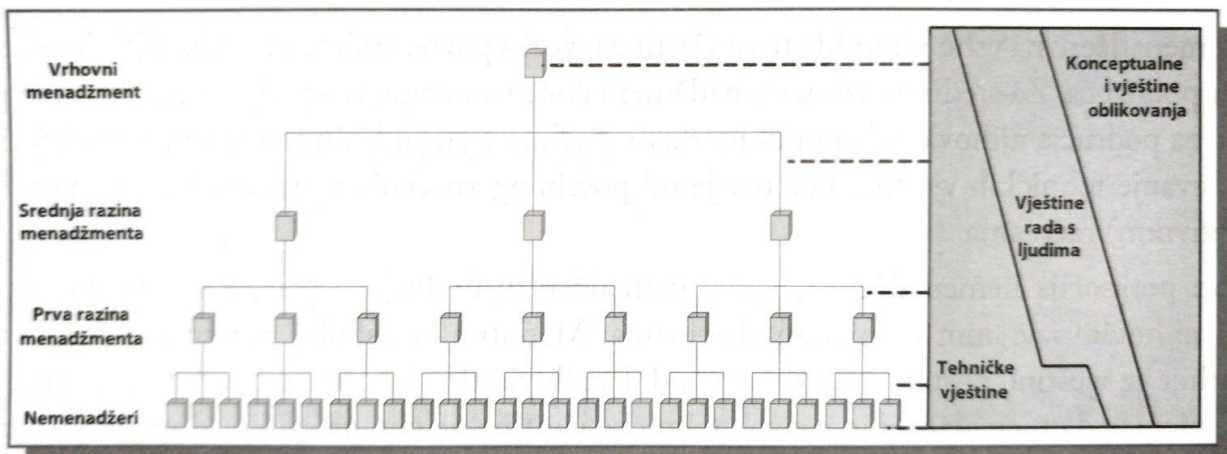 Vrhovni
menadžment
Srednja razina
menadžmenta
Prva razina
menadžmenta
Nemenadžeri
Konceptualne
i vještine
oblikovanja
Vještine
rada s
ljudima
Tehničke
vještine